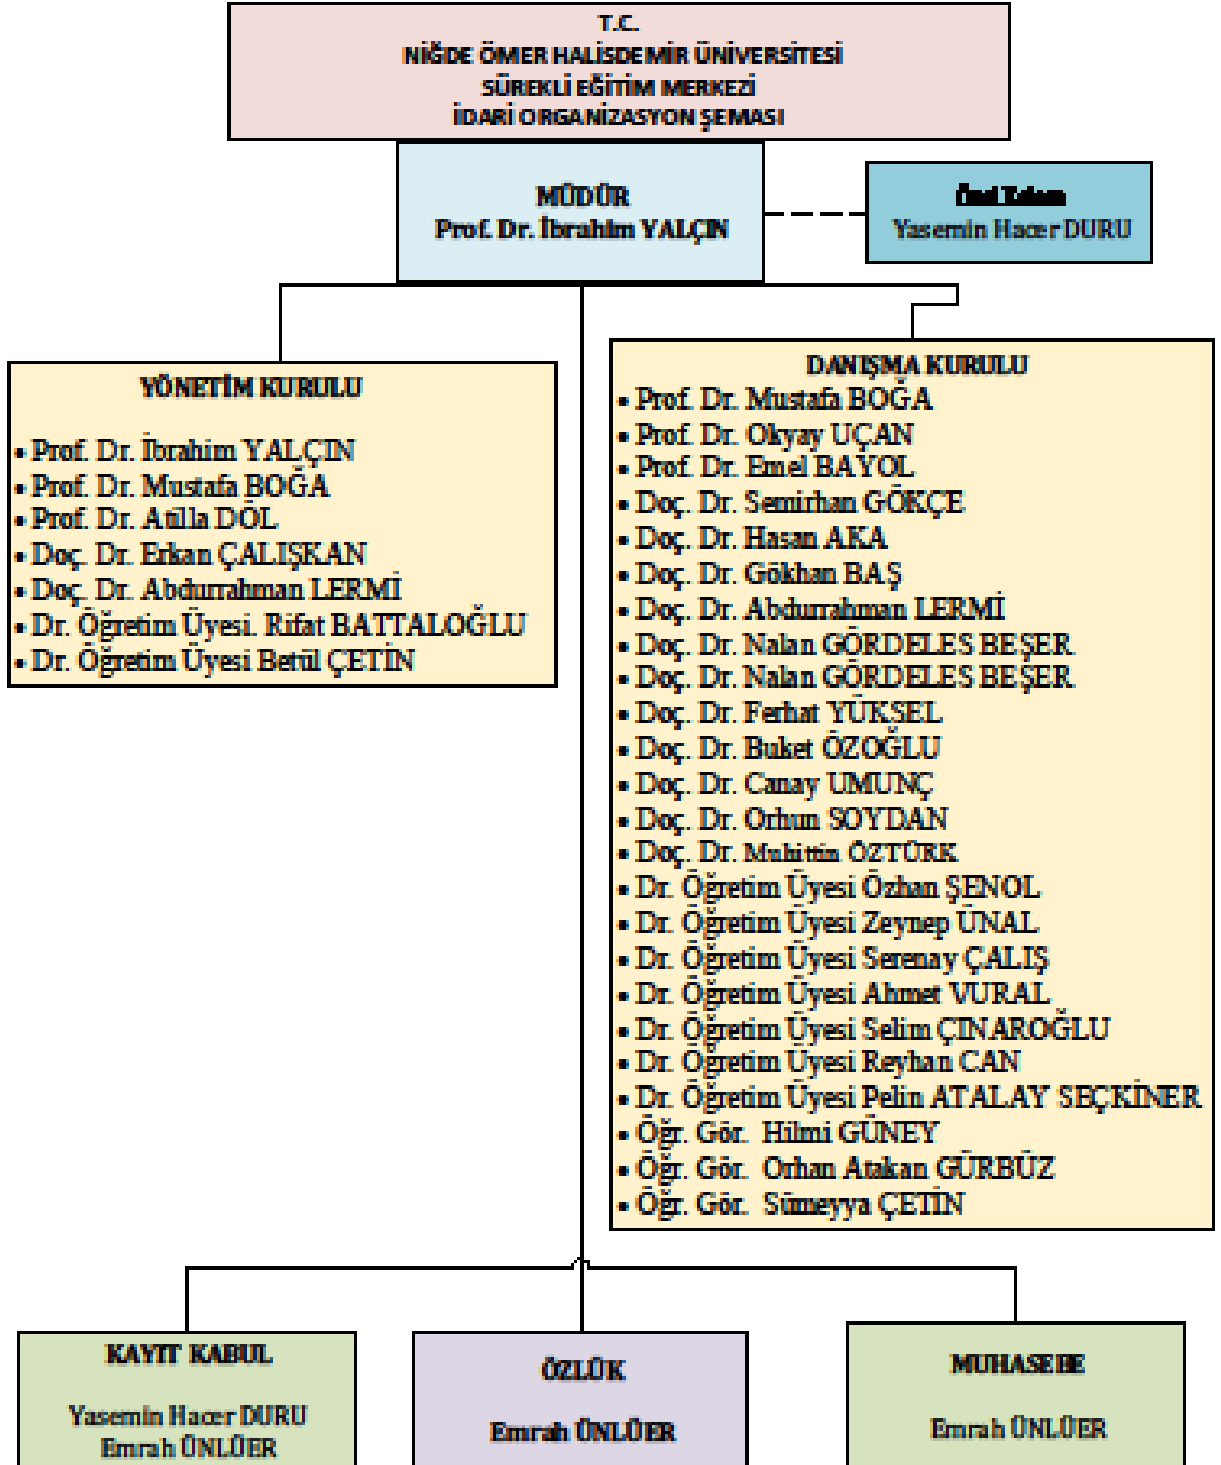 T.C.
NİĞDE ÖMER HALİSDEMİR ÜNİVERSİTESİ
SÜREKLİ EĞİTİM MERKEZİ
İDARİ ORGANİZASYON ŞEMASI
MÜDÜR
Prof. Dr. İbrahim YALÇIN
Özel Kalem
Yasemin Hacer DURU
YÖNETİM KURULU
• Prof. Dr. İbrahim YALÇIN
• Prof. Dr. Mustafa BOĞA
• Prof. Dr. Atilla DÖL
• Doç. Dr. Erkan ÇALIŞKAN
• Doç. Dr. Abdurrahman LERMİ
• Dr. Öğretim Üyesi. Rifat BATTALOĞLU
• Dr. Öğretim Üyesi Betül ÇETİN
DANIŞMA KURULU
• Prof. Dr. Mustafa BOĞA
• Prof. Dr. Okyay UÇAN
• Prof. Dr. Emel BAYOL
• Doç. Dr. Semirhan GÖKÇE
• Doç. Dr. Hasan AKA
• Doç. Dr. Gökhan BAŞ
• Doç. Dr. Abdurrahman LERMİ
• Doç. Dr. Nalan GÖRDELES BEŞER
• Doç. Dr. Nalan GÖRDELES BEŞER
• Doç. Dr. Ferhat YÜKSEL
• Doç. Dr. Buket ÖZOĞLU
• Doç. Dr. Canay UMUNÇ
• Doç. Dr. Orhun SOYDAN
• Doç. Dr. Muhittin ÖZTÜRK
• Dr. Öğretim Üyesi Özhan ŞENOL
• Dr. Öğretim Üyesi Zeynep ÜNAL
• Dr. Öğretim Üyesi Serenay ÇALIŞ
• Dr. Öğretim Üyesi Ahmet VURAL
• Dr. Öğretim Üyesi Selim ÇINAROĞLU
• Dr. Öğretim Üyesi Reyhan CAN
• Dr. Öğretim Üyesi Pelin ATALAY SEÇKİNER
• Öğr. Gör. Hilmi GÜNEY
• Öğr. Gör. Orhan Atakan GÜRBÜZ
• Öğr. Gör. Sümeyya ÇETİN
KAYIT KABUL
Yasemin Hacer DURU
Emrah ÜNLÜER
ÖZLÜK
Emrah ÜNLÜER
MUHASEBE
Emrah ÜNLÜER